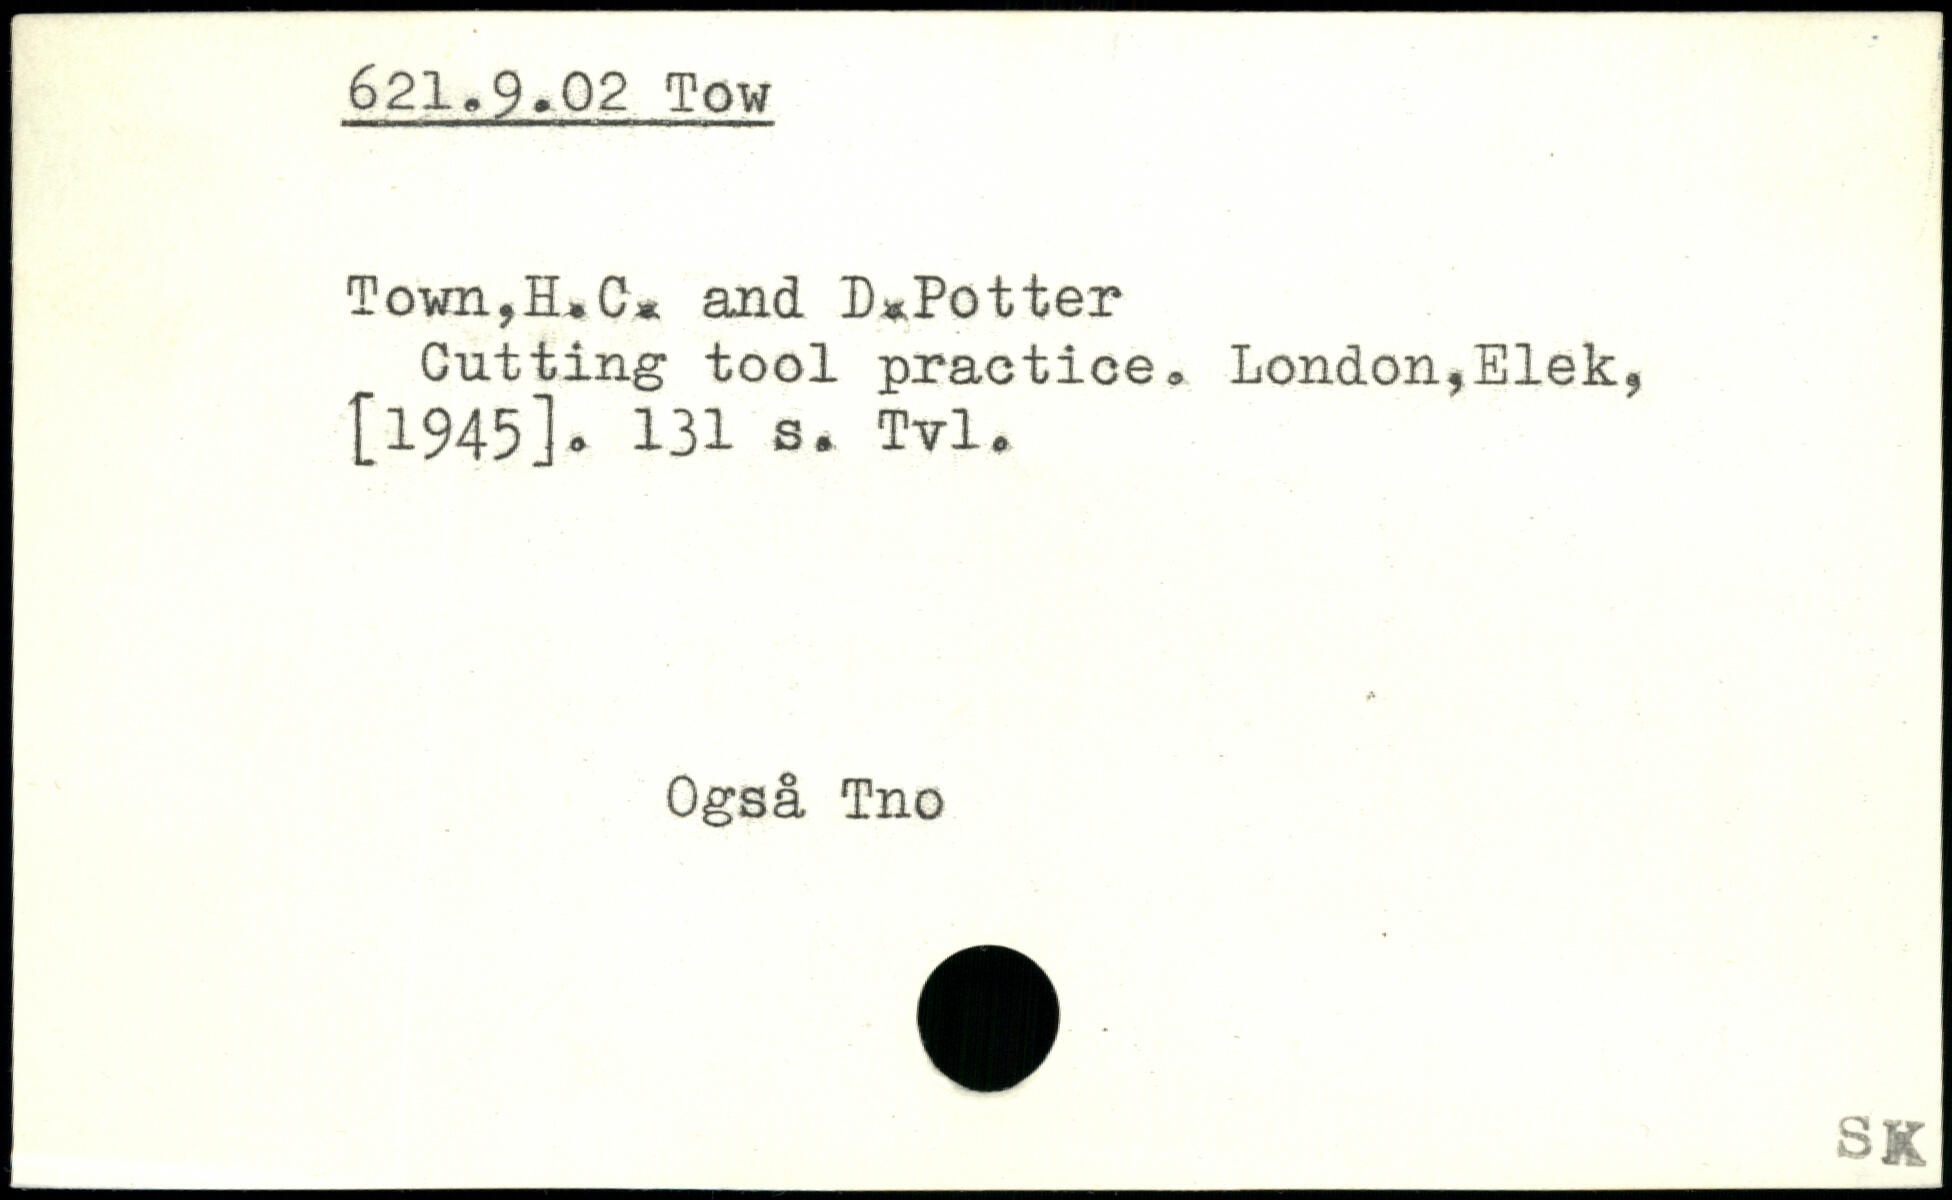 621.9.02 Tow
Town,H.C. and D.Potter
Cutting tool practice. London,Elek,
[1945]. 131 s. Tvl.
Også Tno
SK